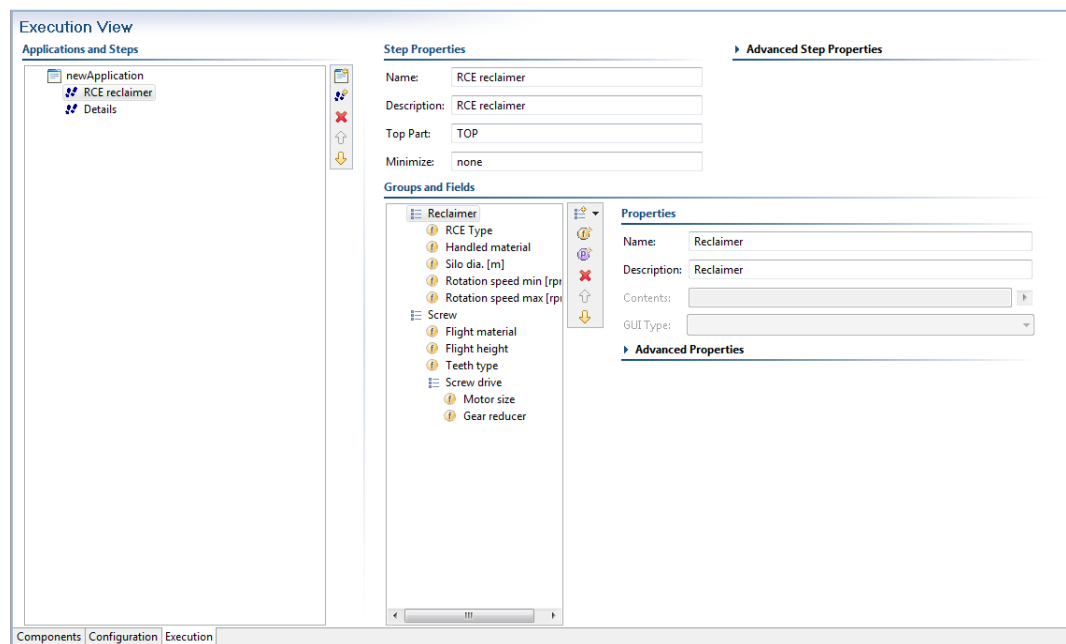 Execution View
Applications and Steps
newApplication
RCE reclaimer
Details
Step Properties
Name: RCE reclaimer
Description: RCE reclaimer
Top Part: TOP
Minimize: none
Advanced Step Properties
Groups and Fields
Reclaimer
RCE Type
Handled material
Silo dia. [m]
Rotation speed min [rpr
Rotation speed max [rpr
Screw
Flight material
Flight height
Teeth type
Screw drive
Motor size
Gear reducer
Properties
Name: Reclaimer
Description: Reclaimer
Contents:
GUI Type:
Advanced Properties
Components Configuration Execution